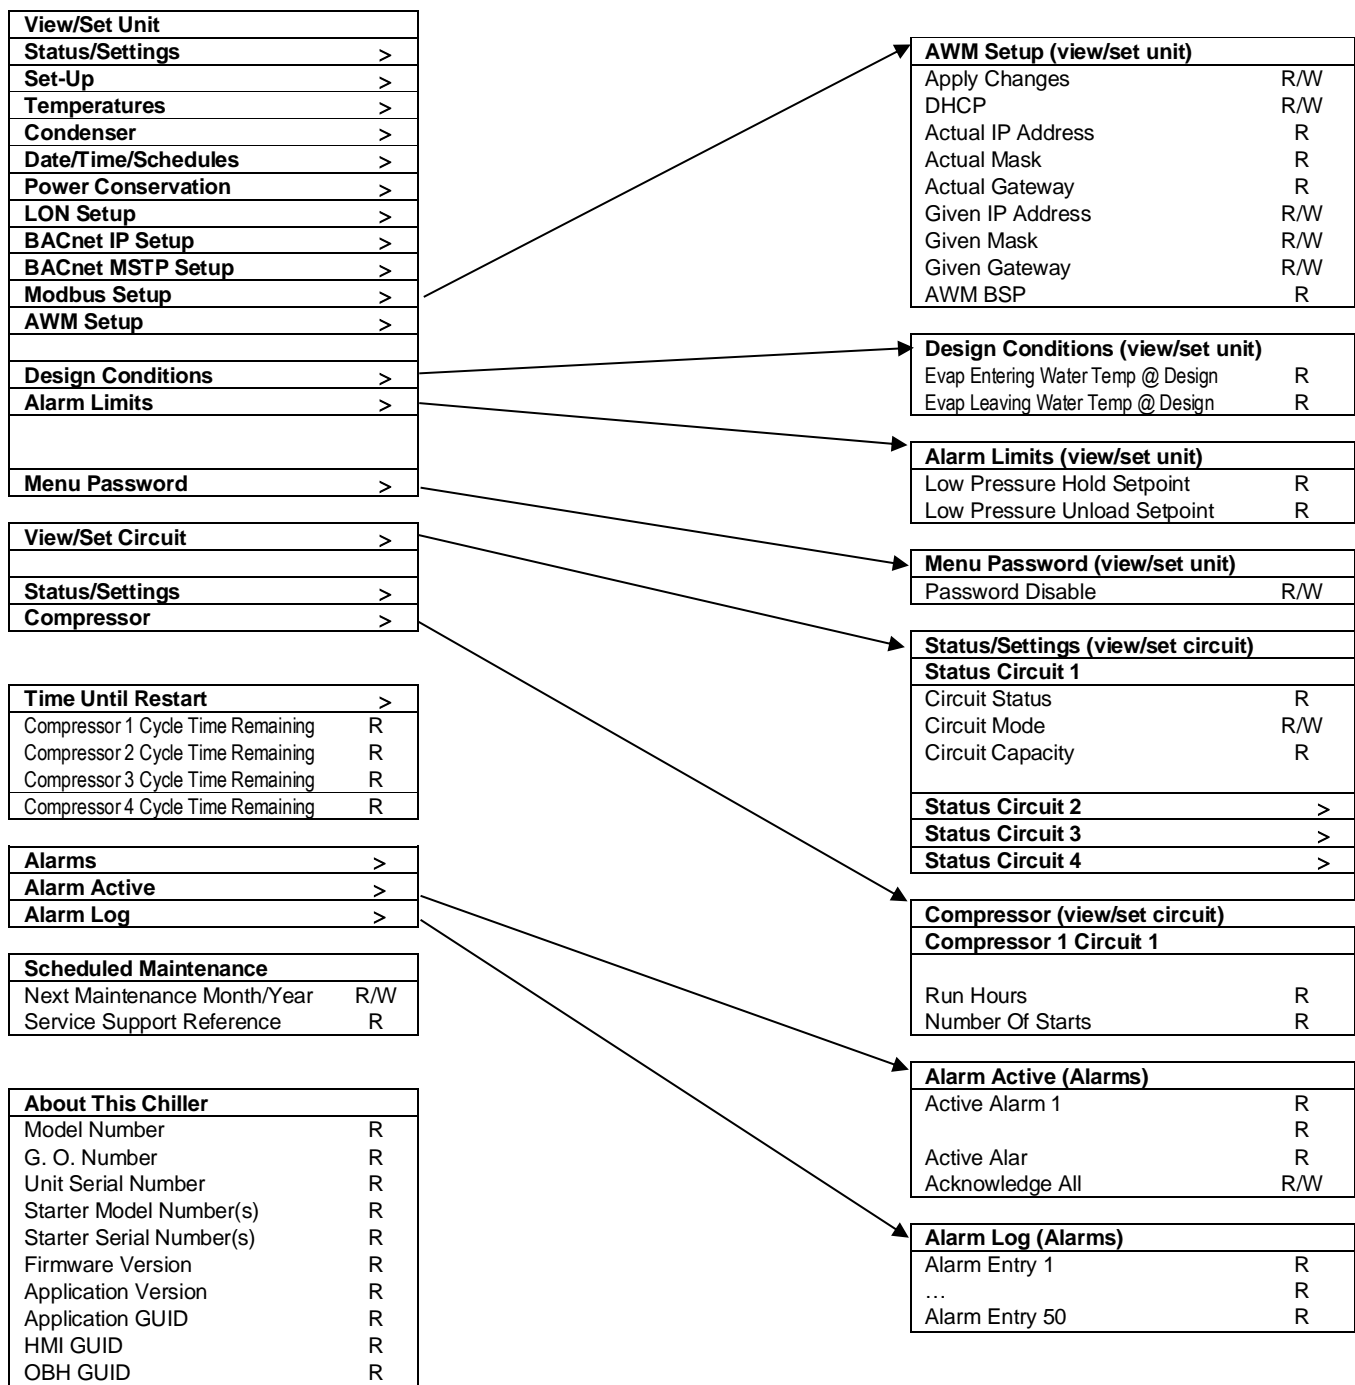 View/Set Unit
Status/Settings >
Set-Up >
Temperatures >
Condenser >
Date/Time/Schedules >
Power Conservation >
LON Setup >
BACnet IP Setup >
BACnet MSTP Setup >
Modbus Setup >
AWM Setup >
Design Conditions >
Alarm Limits >
Menu Password >
View/Set Circuit >
Status/Settings >
Compressor >
Time Until Restart >
Compressor 1 Cycle Time Remaining R
Compressor 2 Cycle Time Remaining R
Compressor 3 Cycle Time Remaining R
Compressor 4 Cycle Time Remaining R
Alarms >
Alarm Active >
Alarm Log >
Scheduled Maintenance
Next Maintenance Month/Year R/W
Service Support Reference R
About This Chiller
Model Number R
G. O. Number R
Unit Serial Number R
Starter Model Number(s) R
Starter Serial Number(s) R
Firmware Version R
Application Version R
Application GUID R
HMI GUID R
OBH GUID R
AWM Setup (view/set unit)
Apply Changes R/W
DHCP R/W
Actual IP Address R
Actual Mask R
Actual Gateway R
Given IP Address R/W
Given Mask R/W
Given Gateway R/W
AWM BSP R
Design Conditions (view/set unit)
Evap Entering Water Temp @ Design R
Evap Leaving Water Temp @ Design R
Alarm Limits (view/set unit)
Low Pressure Hold Setpoint R
Low Pressure Unload Setpoint R
Menu Password (view/set unit)
Password Disable R/W
Status/Settings (view/set circuit)
Status Circuit 1
Circuit Status R
Circuit Mode R/W
Circuit Capacity R
Status Circuit 2 >
Status Circuit 3 >
Status Circuit 4 >
Compressor (view/set circuit)
Compressor 1 Circuit 1
Run Hours R
Number Of Starts R
Alarm Active (Alarms)
Active Alarm 1 R
R
Active Alar R
Acknowledge All R/W
Alarm Log (Alarms)
Alarm Entry 1 R
… R
Alarm Entry 50 R